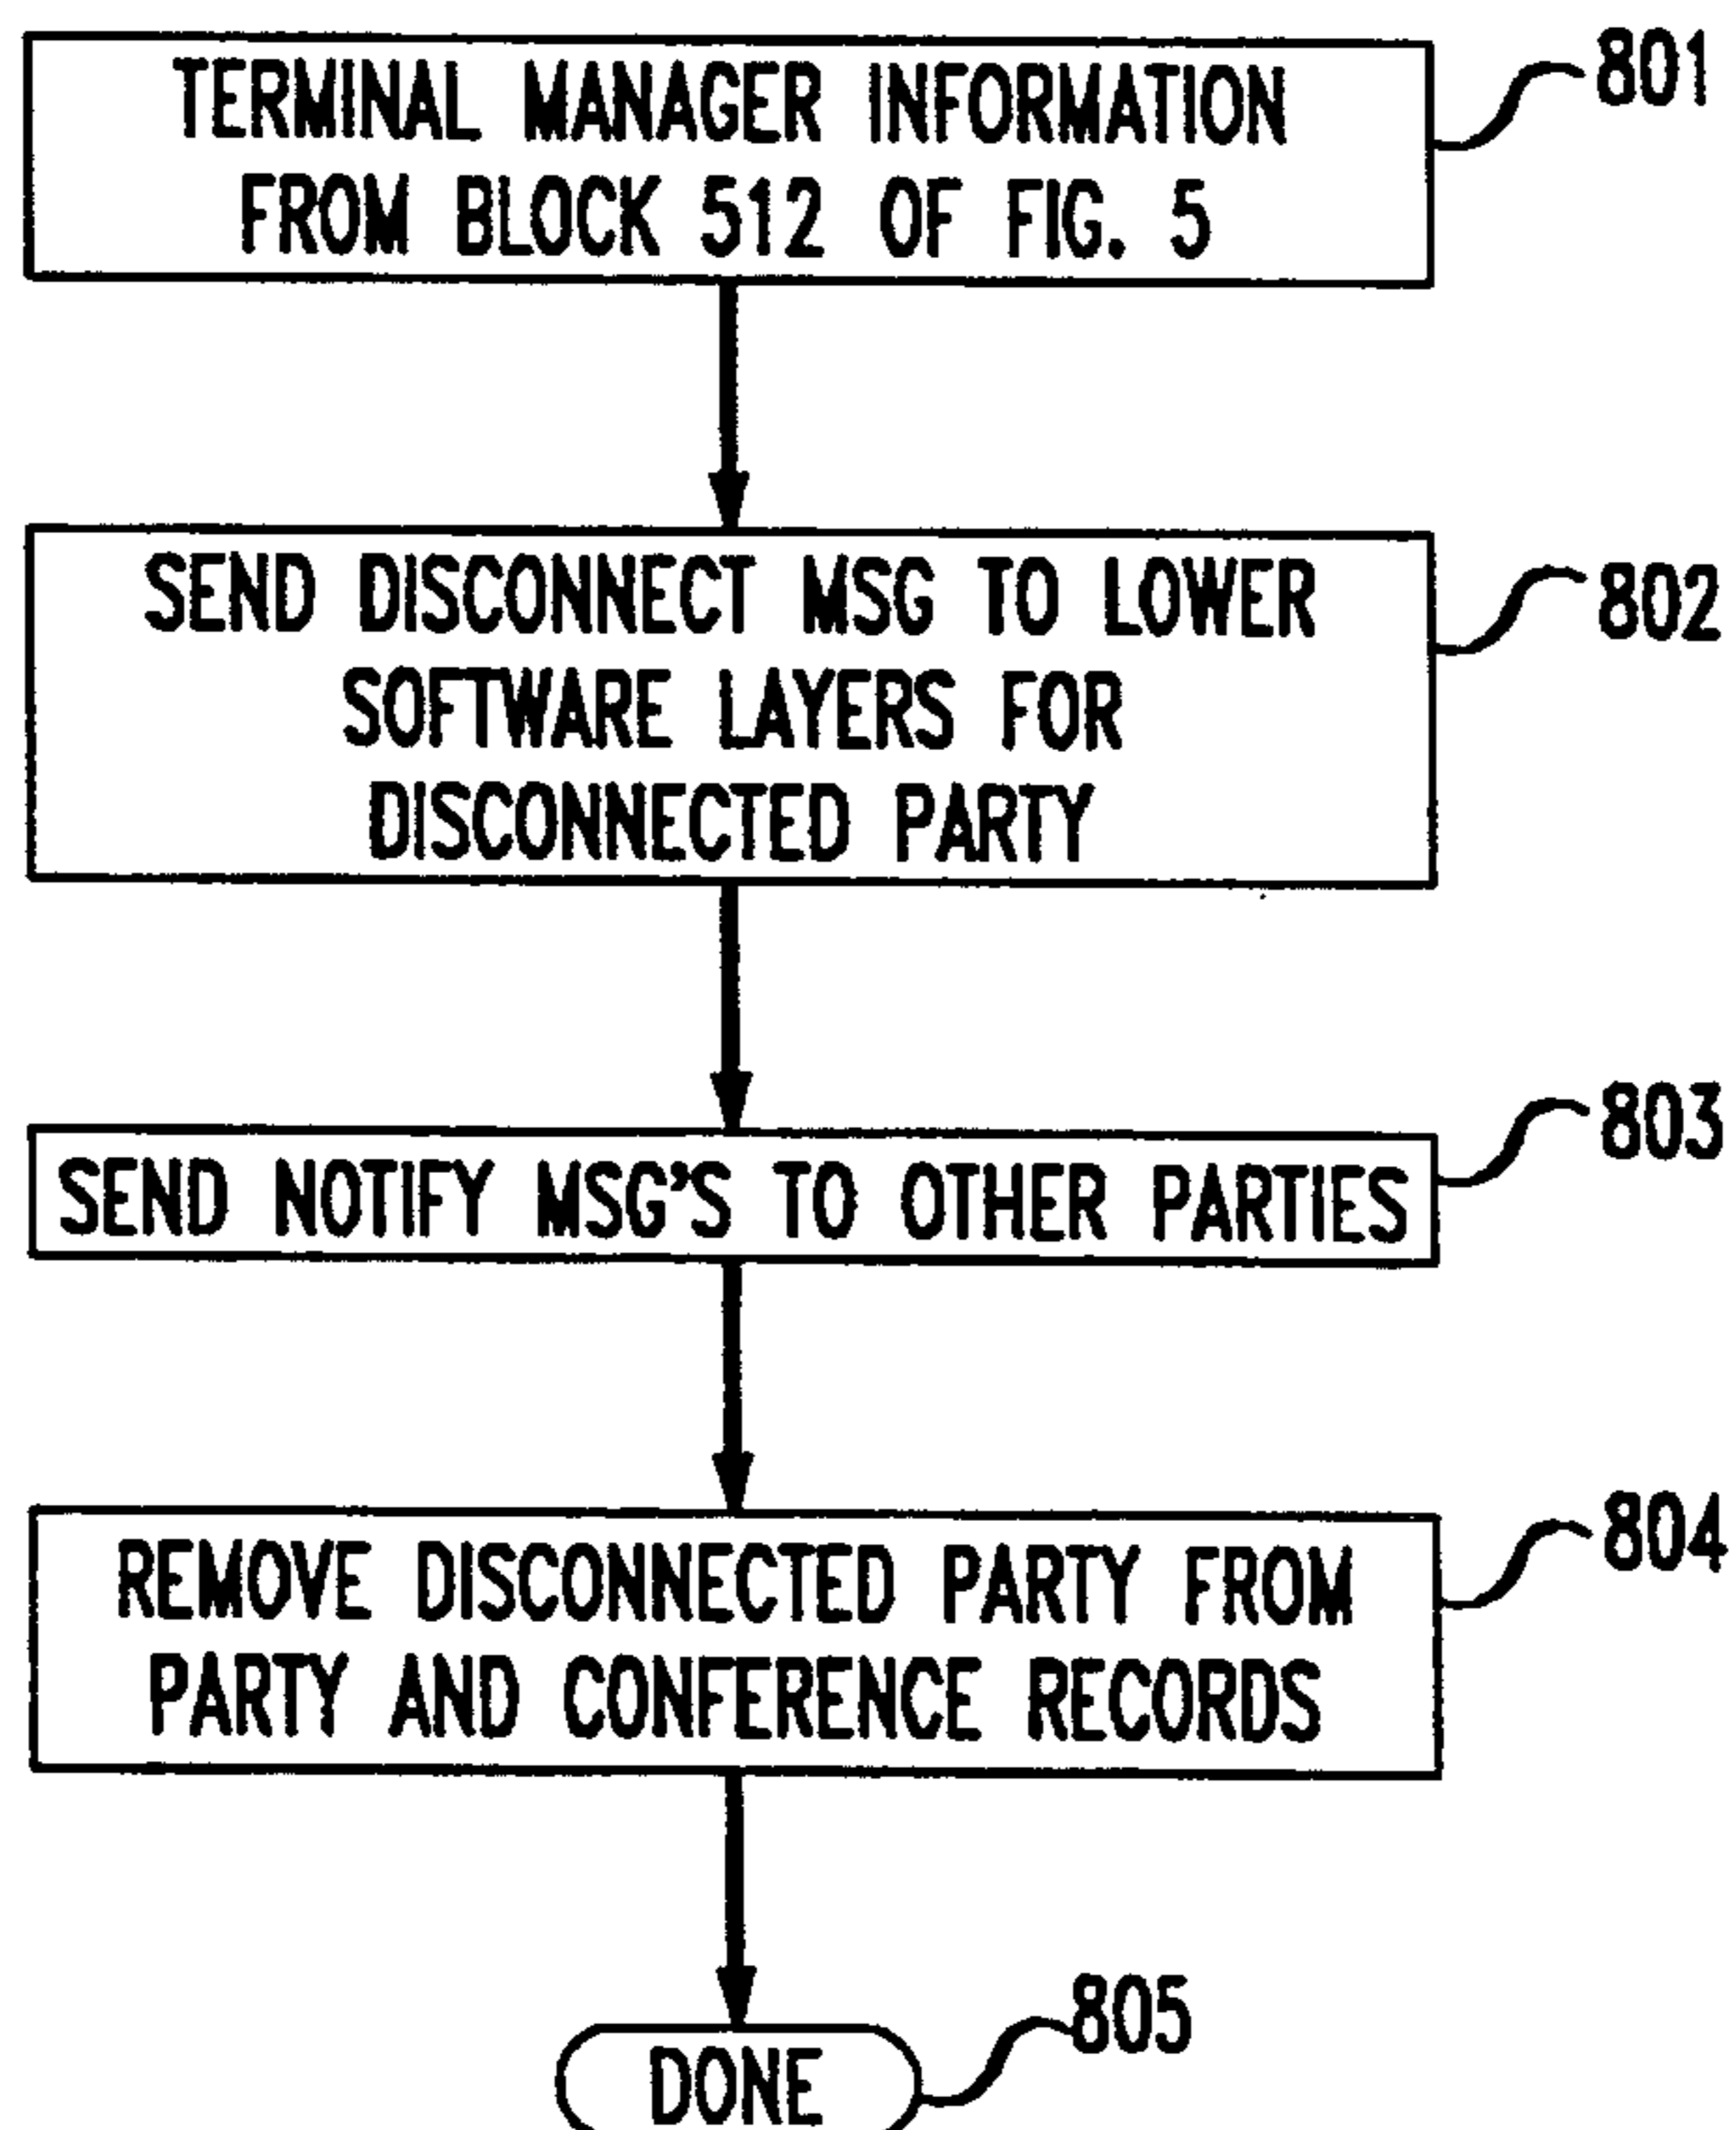 TERMINAL MANAGER INFORMATION
FROM BLOCK 512 OF FIG. 5
801
SEND DISCONNECT MSG TO LOWER
SOFTWARE LAYERS FOR
DISCONNECTED PARTY
802
SEND NOTIFY MSG'S TO OTHER PARTIES
803
REMOVE DISCONNECTED PARTY FROM
PARTY AND CONFERENCE RECORDS
804
DONE
805